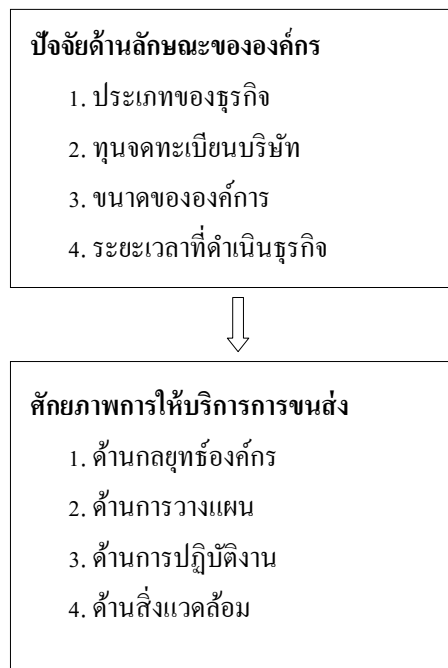 ปัจจัยด้านลักษณะขององค์กร
1. ประเภทของธุรกิจ
2. ทุนจดทะเบียนบริษัท
3. ขนาดขององค์การ
4. ระยะเวลาที่ดำเนินธุรกิจ
ศักยภาพการให้บริการการขนส่ง
1. ด้านกลยุทธ์องค์กร
2. ด้านการวางแผน
3. ด้านการปฏิบัติงาน
4. ด้านสิ่งแวดล้อม